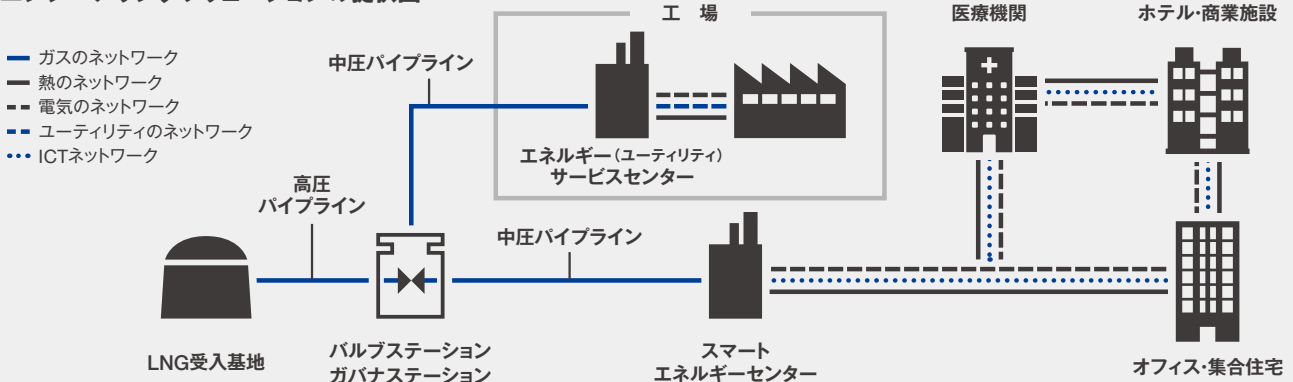 工 場
医療機関
ホテル・商業施設
ガスのネットワーク
熱のネットワーク
電気のネットワーク
ユーティリティのネットワーク
ICTネットワーク
中圧パイプライン
エネルギー(ユーティリティ)
サービスセンター
高圧
パイプライン
中圧パイプライン
LNG受入基地
バルブステーション
ガバナステーション
スマート
エネルギーセンター
オフィス・集合住宅